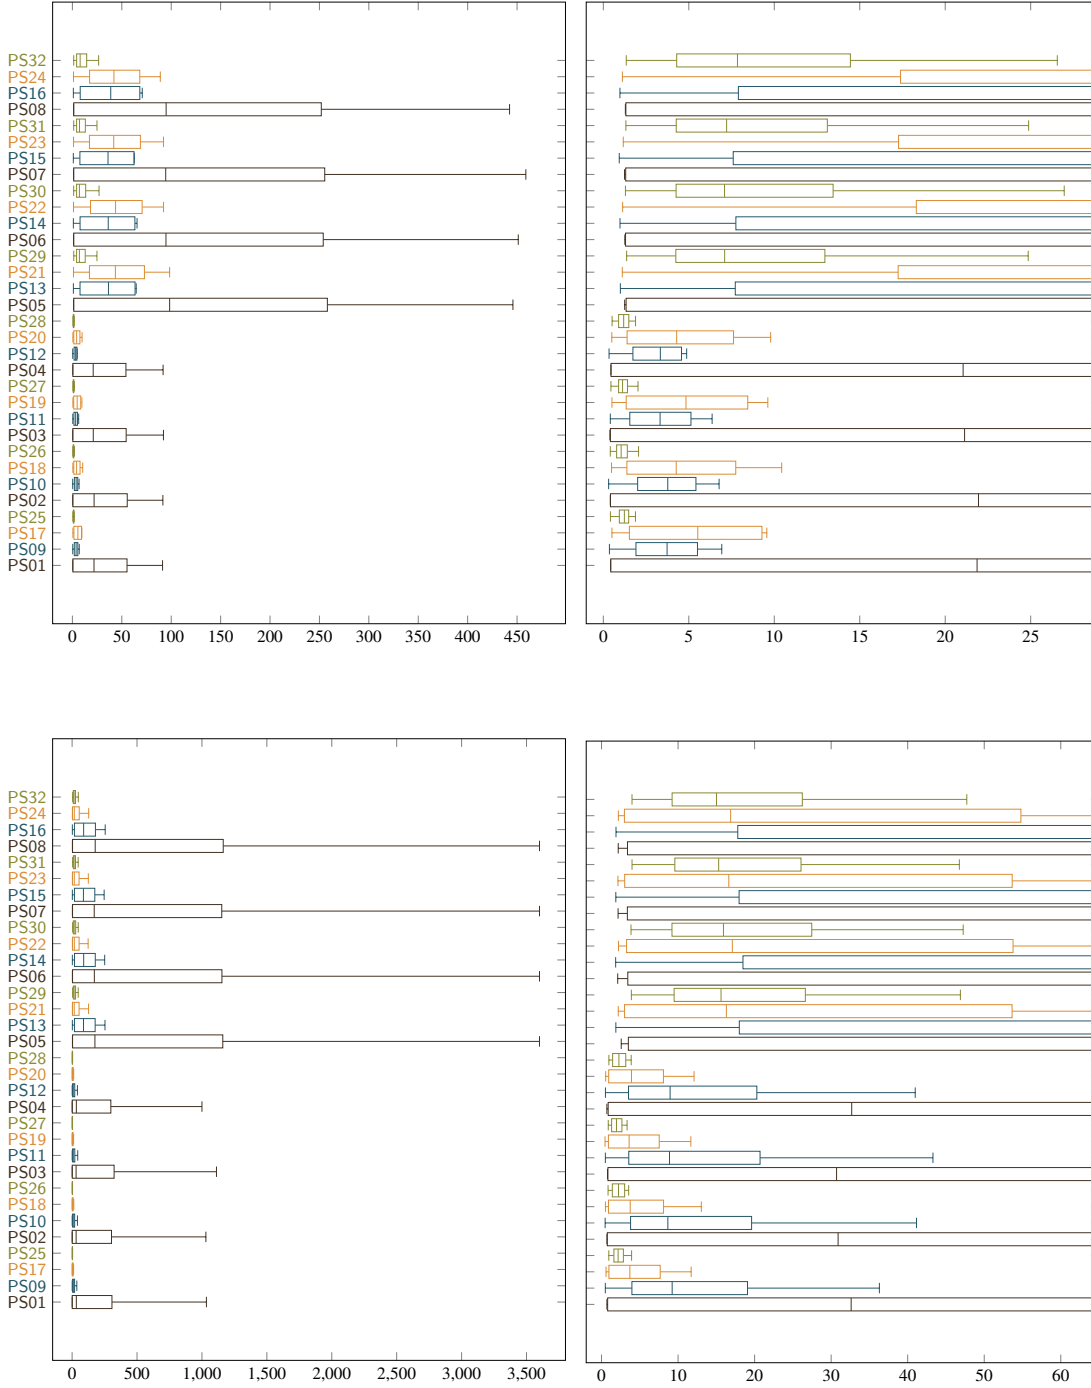 PS32
PS24
PS16
PS08
PS31
PS23
PS15
PS07
PS30
PS22
PS14
PS06
PS29
PS21
PS13
PS05
PS28
PS20
PS12
PS04
PS27
PS19
PS11
PS03
PS26
PS18
PS10
PS02
PS25
PS17
PS09
PS01
0 50 100 150 200 250 300 350 400 450
0 5 10 15 20 25
PS32
PS24
PS16
PS08
PS31
PS23
PS15
PS07
PS30
PS22
PS14
PS06
PS29
PS21
PS13
PS05
PS28
PS20
PS12
PS04
PS27
PS19
PS11
PS03
PS26
PS18
PS10
PS02
PS25
PS17
PS09
PS01
0 500 1,000 1,500 2,000 2,500 3,000 3,500
0 10 20 30 40 50 60